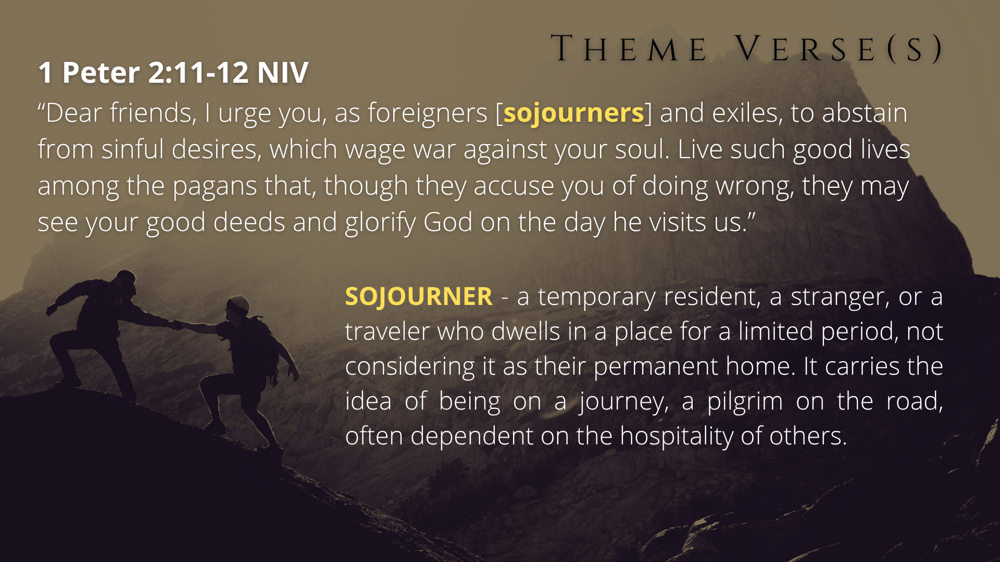 THEME VERSE(S)
1 Peter 2:11-12 NIV
“Dear friends, I urge you, as foreigners [sojourners] and exiles, to abstain
from sinful desires, which wage war against your soul. Live such good lives
among the pagans that, though they accuse you of doing wrong, they may
see your good deeds and glorify God on the day he visits us.”
SOJOURNER - a temporary resident, a stranger, or a
traveler who dwells in a place for a limited period, not
considering it as their permanent home. It carries the
idea of being on a journey, a pilgrim on the road,
often dependent on the hospitality of others.